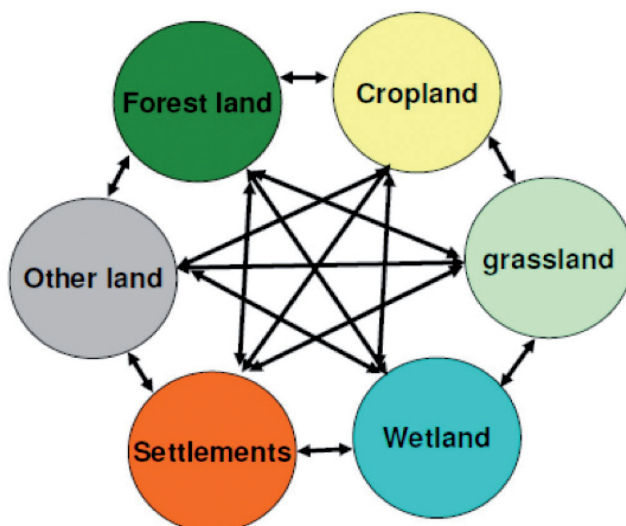 Forest land
Cropland
Other land
grassland
Settlements
Wetland